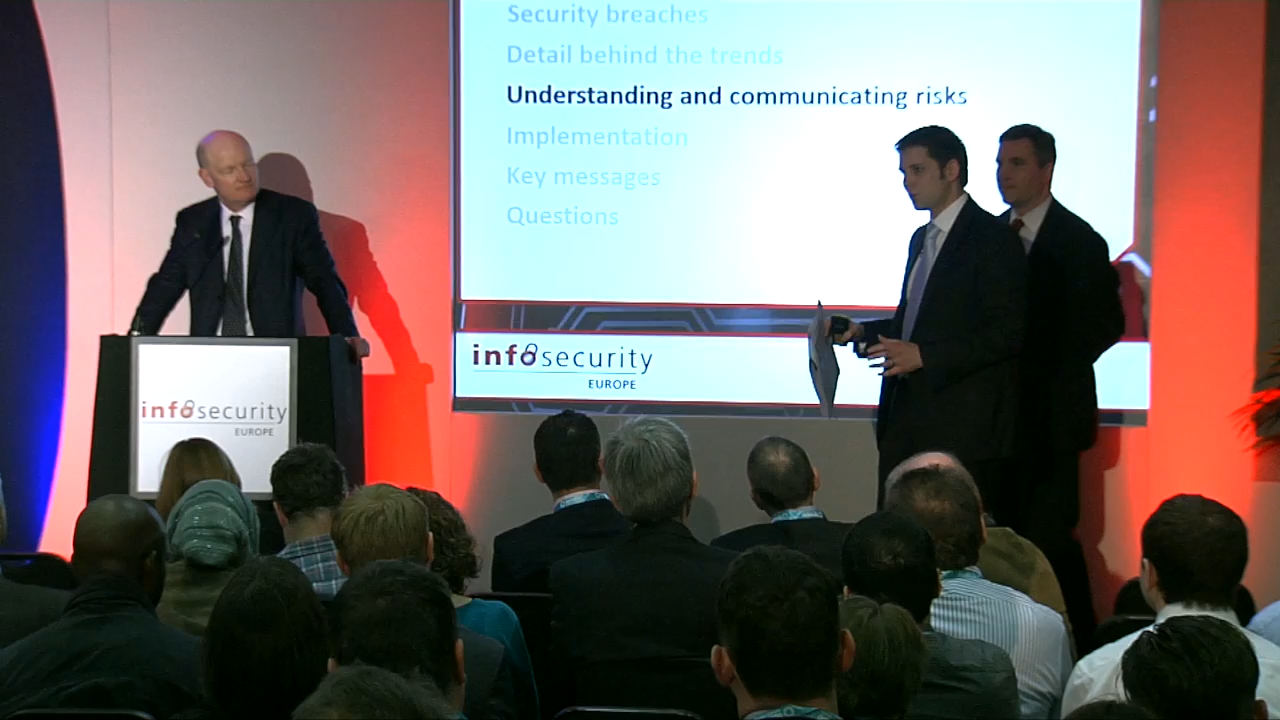 Security breaches
Detail behind the trends
Understanding and communicating risks
Implementation
Key messages
Questions
infosecurity
EUROPE
infosecurity
EUROPE